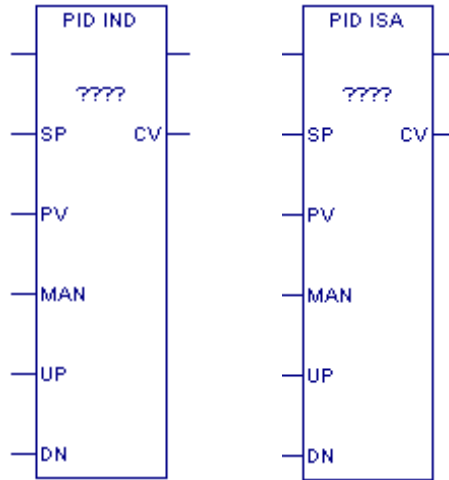 PID IND
????
SP CV
PV
MAN
UP
DN
PID ISA
????
SP CV
PV
MAN
UP
DN